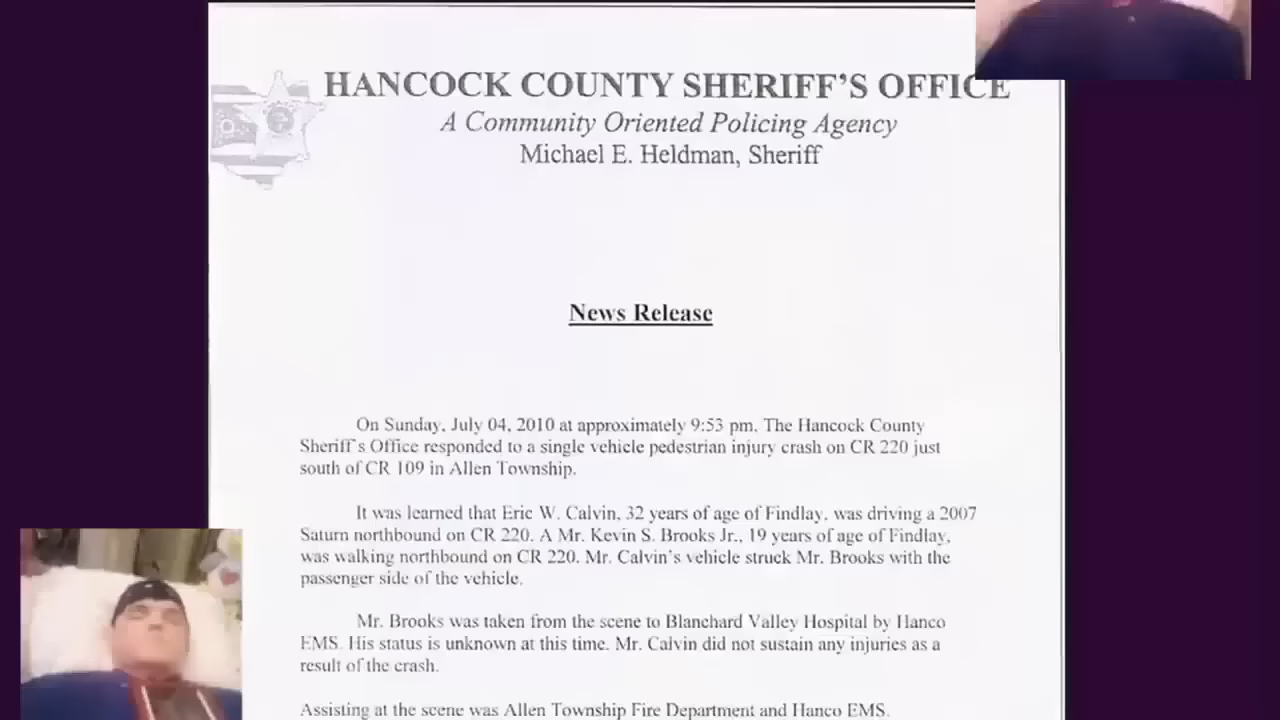 HANCOCK COUNTY SHERIFF'S OFFICE
A Community Oriented Policing Agency
Michael E. Heldman, Sheriff
News Release
On Sunday, July 04, 2010 at approximately 9:53 pm. The Hancock County
Sheriff's Office responded to a single vehicle pedestrian injury crash on CR 220 just
south of CR 109 in Allen Township.
It was learned that Eric W. Calvin, 32 years of age of Findlay, was driving a 2007
Saturn northbound on CR 220. A Mr. Kevin S. Brooks Jr., 19 years of age of Findlay,
was walking northbound on CR 220. Mr. Calvin's vehicle struck Mr. Brooks with the
passenger side of the vehicle.
Mr. Brooks was taken from the scene to Blanchard Valley Hospital by Hanco
EMS. His status is unknown at this time. Mr. Calvin did not sustain any injuries as a
result of the crash.
Assisting at the scene was Allen Township Fire Department and Hanco EMS.